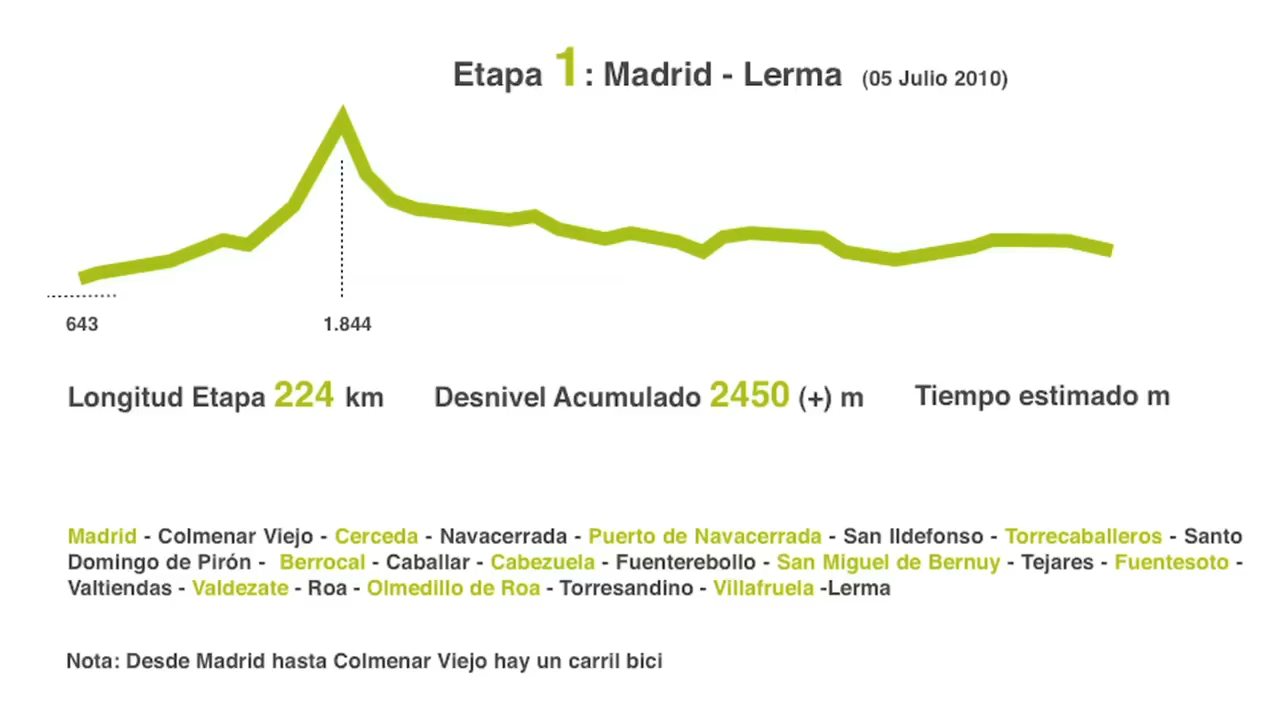 Etapa 1: Madrid - Lerma (05 Julio 2010)
643
1.844
Longitud Etapa 224 km
Desnivel Acumulado 2450 (+) m
Tiempo estimado m
Madrid - Colmenar Viejo - Cerceda - Navacerrada - Puerto de Navacerrada - San Ildefonso - Torrecaballeros - Santo
Domingo de Pirón - Berrocal - Caballar - Cabezuela - Fuenterebollo - San Miguel de Bernuy - Tejares - Fuentesoto -
Valtiendas - Valdezate - Roa - Olmedillo de Roa - Torresandino - Villafruela -Lerma
Nota: Desde Madrid hasta Colmenar Viejo hay un carril bici